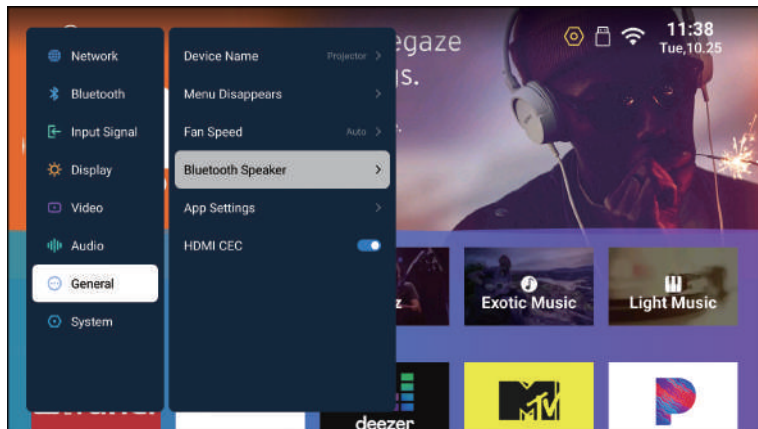 egaze
11:38
Tue,10.25
s.
Network
Bluetooth
Input Signal
Display
Video
Audio
General
System
Device Name
Projector
Menu Disappears
Fan Speed
Auto
Bluetooth Speaker
App Settings
HDMI CEC
z
Exotic Music
Light Music
deezer
MTV